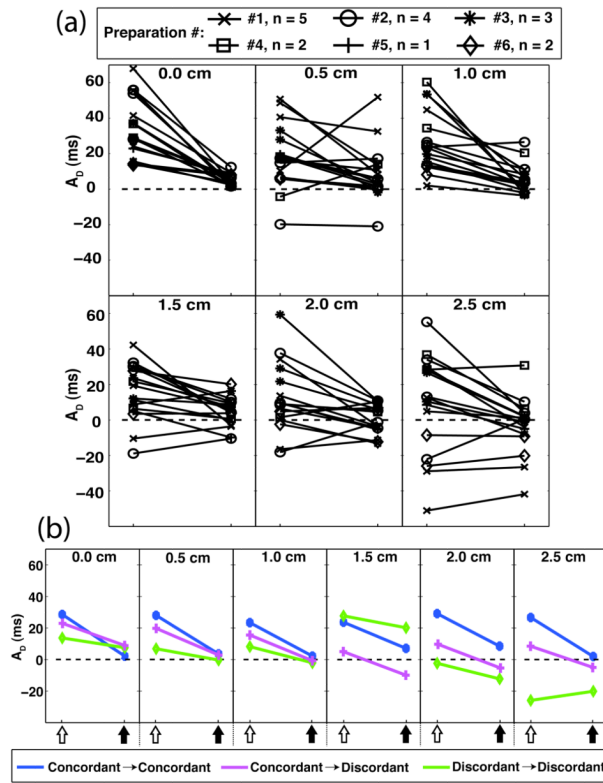 (a)
Preparation #: #1, n = 5 #2, n = 4 #3, n = 3
#4, n = 2 #5, n = 1 #6, n = 2
0.0 cm 0.5 cm 1.0 cm
60
40
20
0
−20
−40
A_D (ms)
1.5 cm 2.0 cm 2.5 cm
60
40
20
0
−20
−40
A_D (ms)
(b)
0.0 cm 0.5 cm 1.0 cm 1.5 cm 2.0 cm 2.5 cm
60
40
20
0
−20
A_D (ms)
Concordant→Concordant Concordant→Discordant Discordant→Discordant